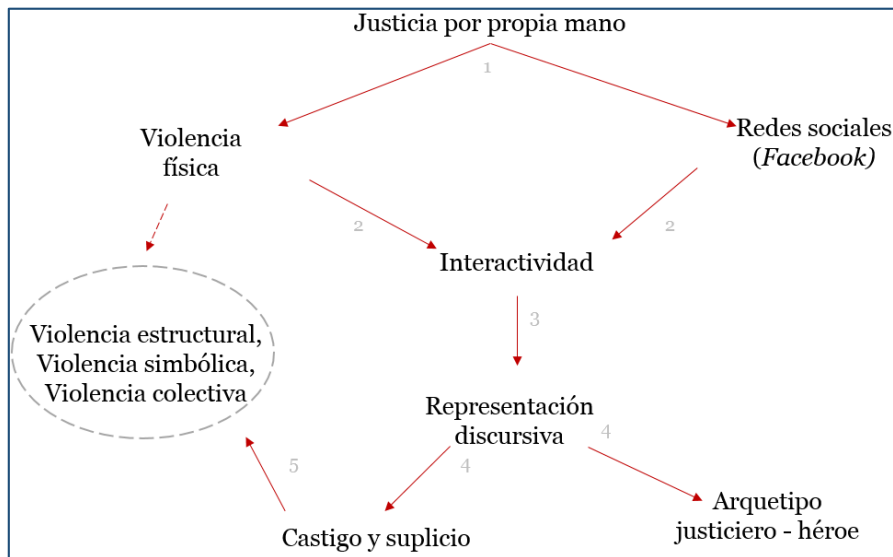 Justicia por propia mano
1
Violencia
física
Redes sociales
(Facebook)
2
2
Interactividad
3
Violencia estructural,
Violencia simbólica,
Violencia colectiva
Representación
discursiva
4
4
5
Castigo y suplicio
Arquetipo
justiciero - héroe